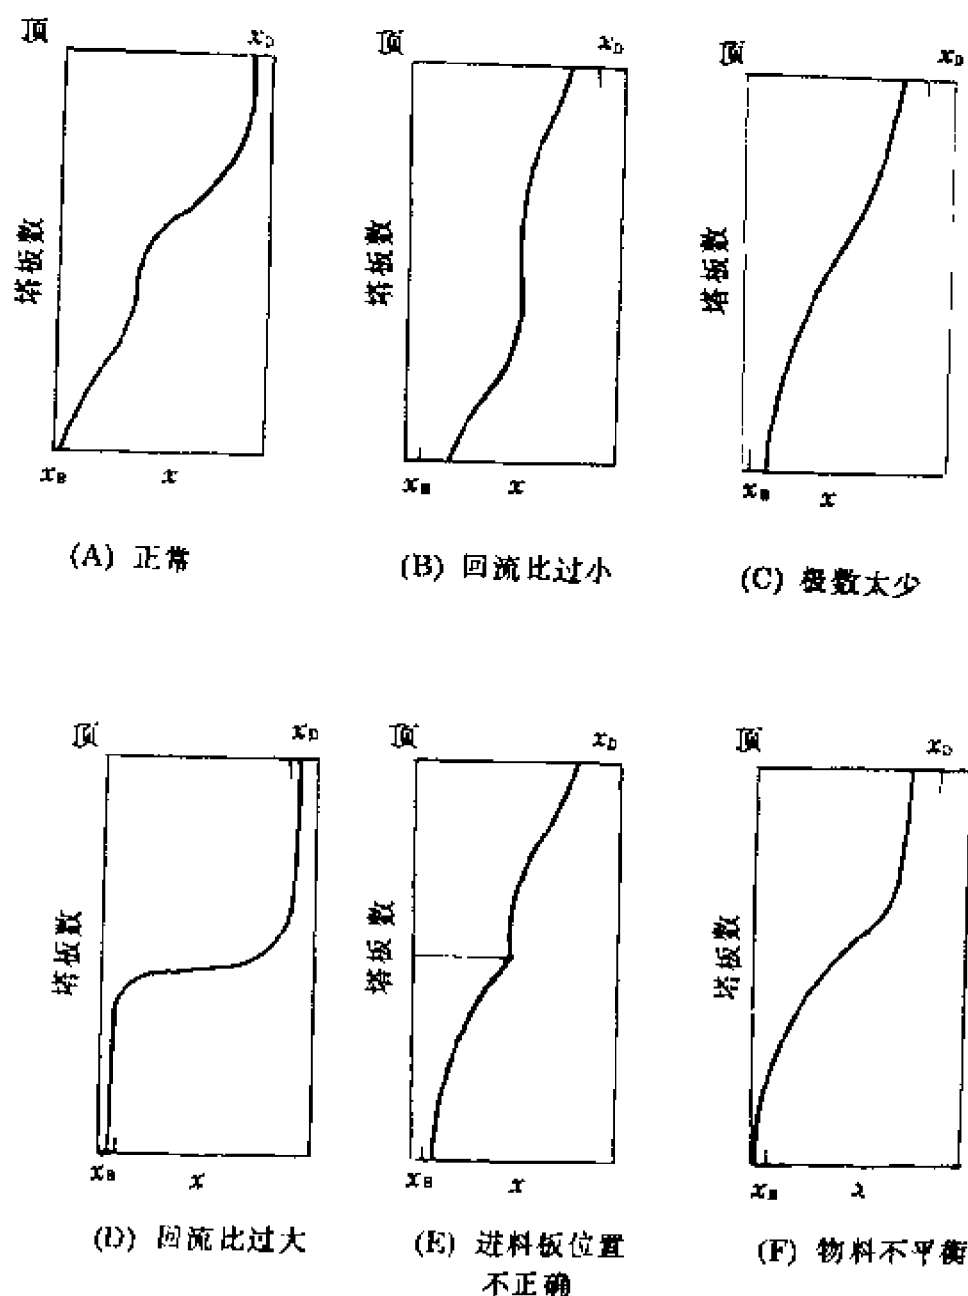 顶 x_D
塔板数
x_B x
(A) 正常
顶 x_D
塔板数
x_B x
(B) 回流比过小
顶 x_D
塔板数
x_B x
(C) 极数太少
顶 x_D
塔板数
x_B x
(D) 回流比过大
顶 x_D
塔板数
x_B x
(E) 进料板位置
不正确
顶 x_D
塔板数
x_B x
(F) 物料不平衡